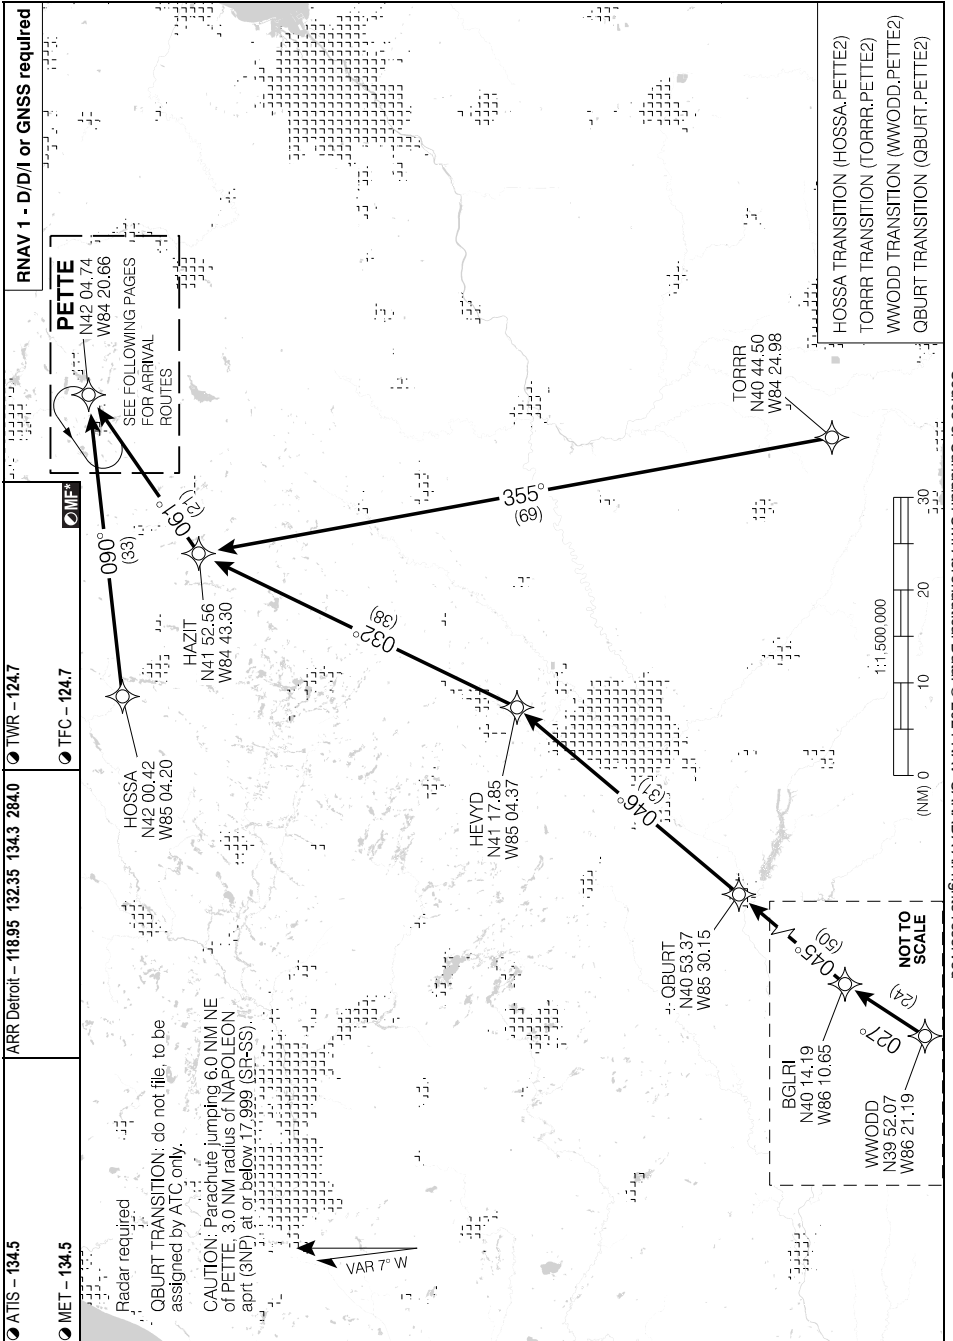 ATIS – 134.5
ARR Detroit – 118.95 132.35 134.3 284.0
TWR – 124.7
RNAV 1 - D/D/I or GNSS required
MET – 134.5
TFC – 124.7
MF*
Radar required
QBURT TRANSITION: do not file, to be
assigned by ATC only.
CAUTION: Parachute jumping 6.0 NM NE
of PETTE, 3.0 NM radius of NAPOLEON
aprt (3NP) at or below 17,999 (SR-SS).
VAR 7° W
HOSSA
N42 00.42
W85 04.20
090°
(33)
PETTE
N42 04.74
W84 20.66
SEE FOLLOWING PAGES
FOR ARRIVAL
ROUTES
061°
(21)
HAZIT
N41 52.56
W84 43.30
032°
(38)
355°
(69)
HEVYD
N41 17.85
W85 04.37
046°
(31)
TORRR
N40 44.50
W84 24.98
QBURT
N40 53.37
W85 30.15
045°
(50)
NOT TO
SCALE
BGLRI
N40 14.19
W86 10.65
027°
(24)
WWODD
N39 52.07
W86 21.19
1:1,500,000
(NM) 0 10 20 30
HOSSA TRANSITION (HOSSA.PETTE2)
TORRR TRANSITION (TORRR.PETTE2)
WWODD TRANSITION (WWODD.PETTE2)
QBURT TRANSITION (QBURT.PETTE2)